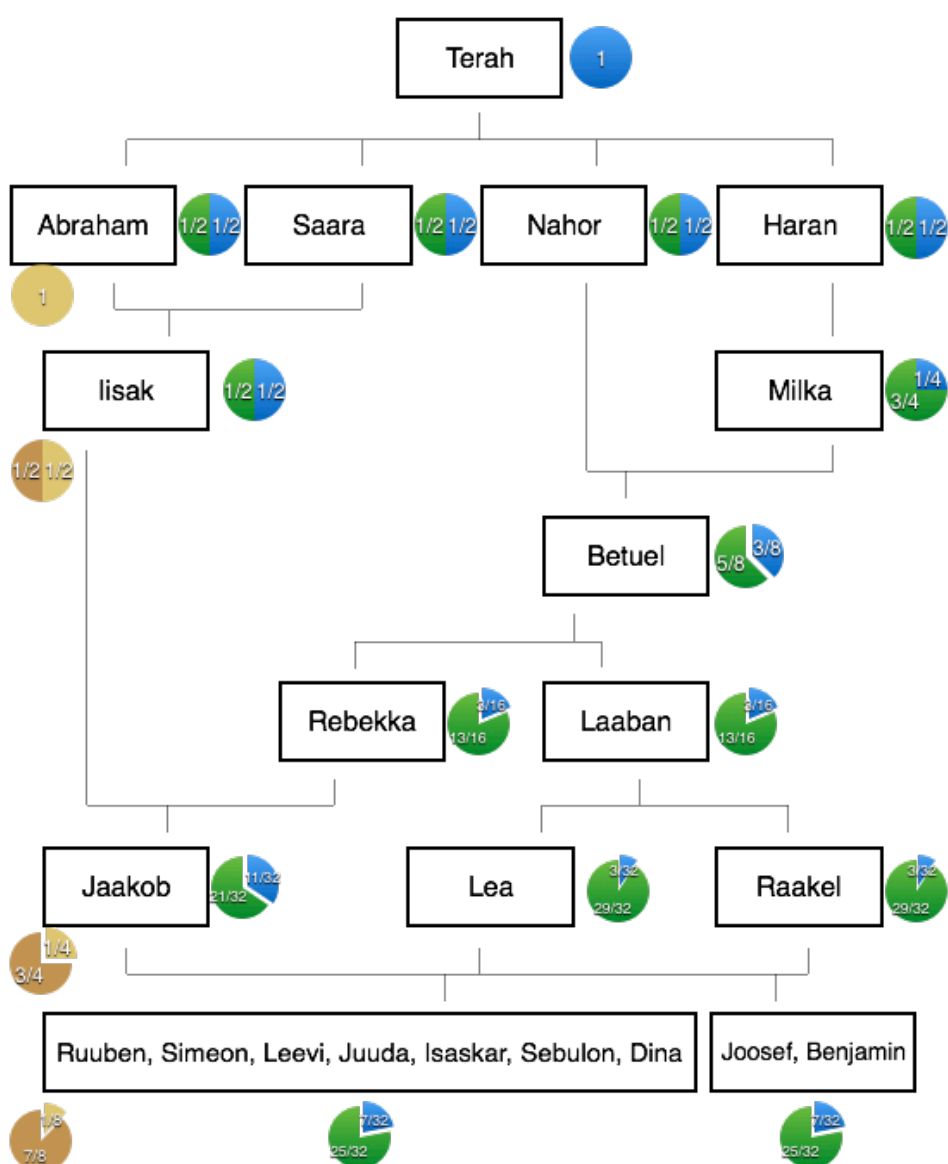 Terah
1
Abraham
1/2 1/2
Saara
1/2 1/2
Nahor
1/2 1/2
Haran
1/2 1/2
1
Iisak
1/2 1/2
Milka
1/4
3/4
1/2 1/2
Betuel
3/8
5/8
Rebekka
3/16
13/16
Laaban
3/16
13/16
Jaakob
11/32
21/32
Lea
3/32
29/32
Raakel
3/32
29/32
1/4
3/4
Ruuben, Simeon, Leevi, Juuda, Isaskar, Sebulon, Dina
Joosef, Benjamin
1/8
7/8
7/32
25/32
7/32
25/32